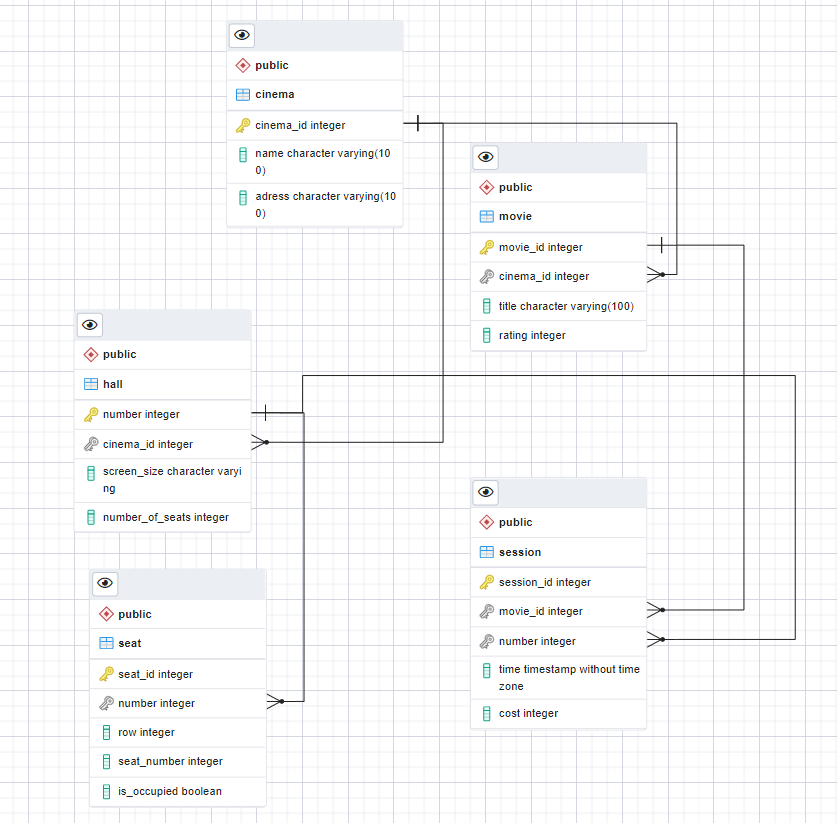 public
cinema
cinema_id integer
name character varying(10
0)
adress character varying(10
0)
public
movie
movie_id integer
cinema_id integer
title character varying(100)
rating integer
public
hall
number integer
cinema_id integer
screen_size character varyi
ng
number_of_seats integer
public
session
session_id integer
movie_id integer
number integer
time timestamp without time
zone
cost integer
public
seat
seat_id integer
number integer
row integer
seat_number integer
is_occupied boolean